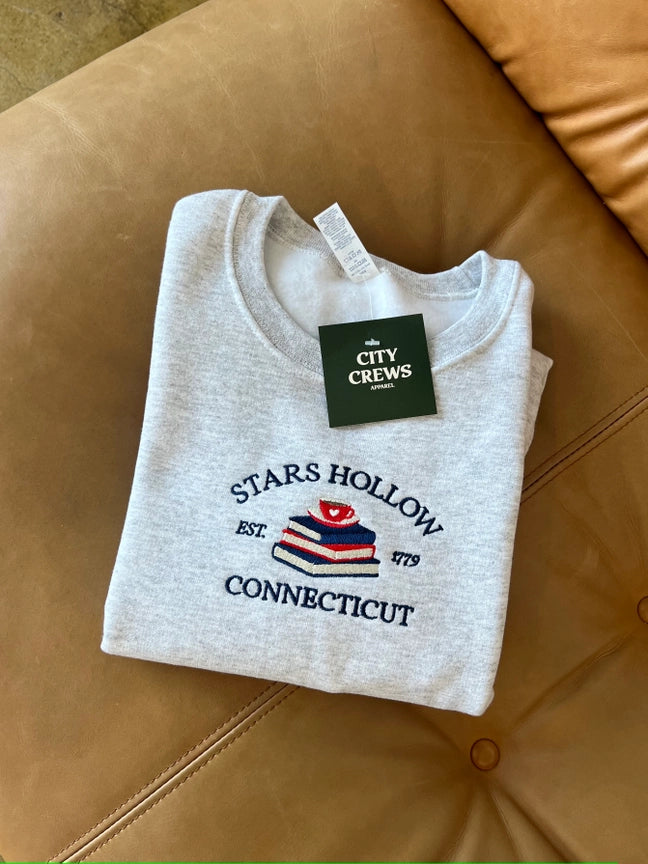 CITY
CREWS
APPAREL
STARS HOLLOW
EST. 1779
CONNECTICUT